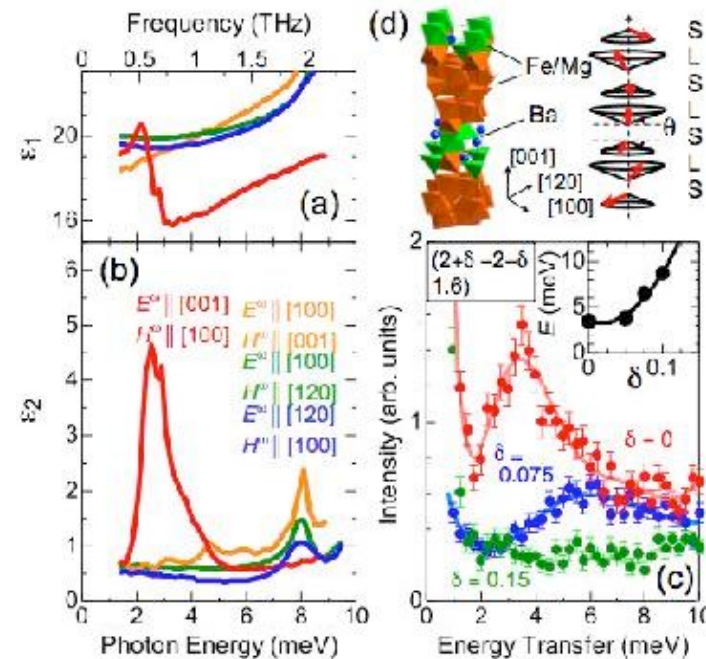 Frequency (THz)
0 0.5 1 1.5 2
20
16
ε1
(a)
(b)
6
5
4
3
2
1
0
ε2
Eω || [001]
Hω || [100]
Eω || [100]
Hω || [001]
Eω || [100]
Hω || [120]
Eω || [120]
Hω || [100]
0 2 4 6 8 10
Photon Energy (meV)
(d)
Fe/Mg
Ba
[001]
[120]
[100]
θ
S
L
S
L
S
L
S
2
1
0
Intensity (arb. units)
(2+δ −2−δ
1.6)
E (meV)
10
5
0
0 0.1
δ
δ − 0
δ =
0.075
δ = 0.15
(c)
0 2 4 6 8 10
Energy Transfer (meV)